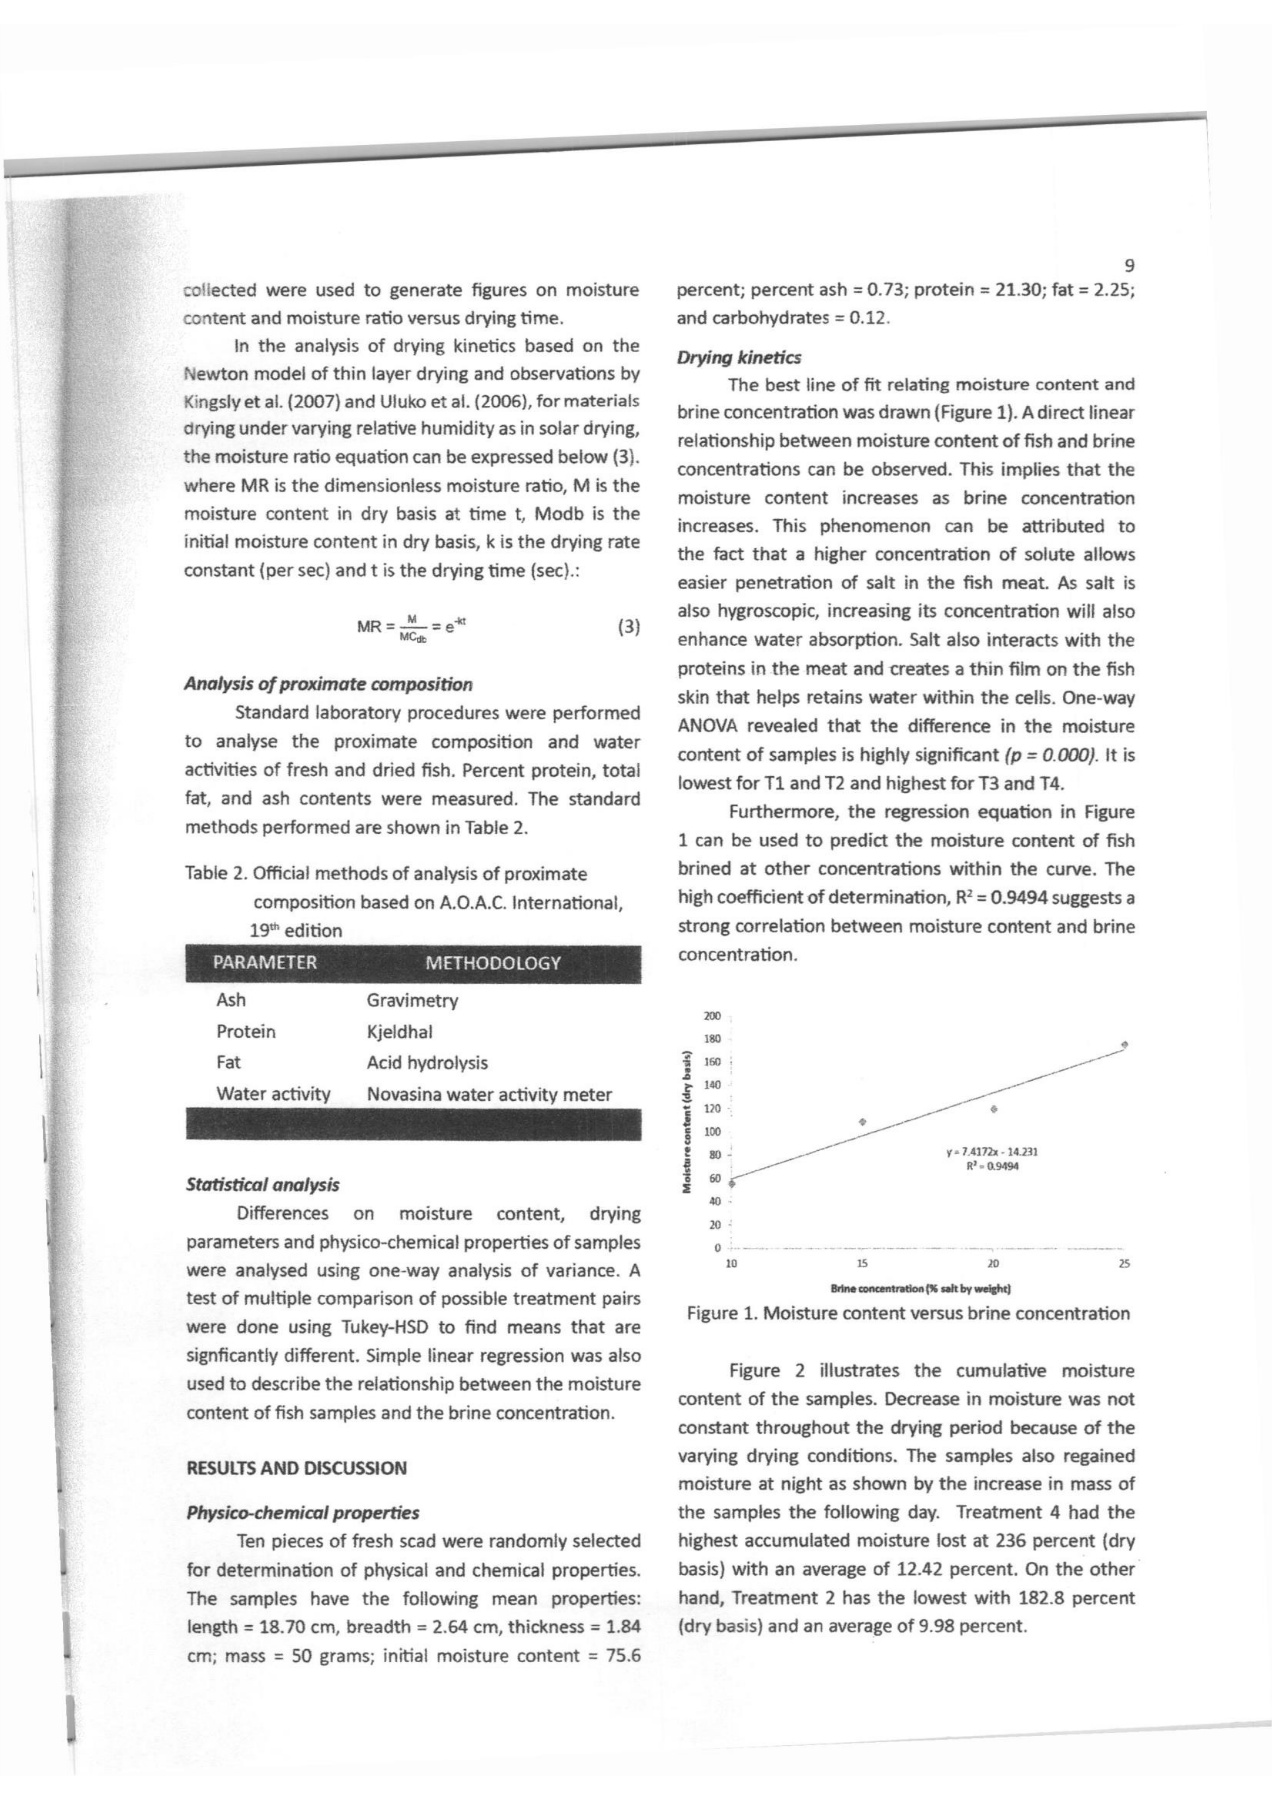 9
collected were used to generate figures on moisture
content and moisture ratio versus drying time.
In the analysis of drying kinetics based on the
Newton model of thin layer drying and observations by
Kingsly et al. (2007) and Uluko et al. (2006), for materials
drying under varying relative humidity as in solar drying,
the moisture ratio equation can be expressed below (3).
where MR is the dimensionless moisture ratio, M is the
moisture content in dry basis at time t, Modb is the
initial moisture content in dry basis, k is the drying rate
constant (per sec) and t is the drying time (sec).:
MR = M/MCdb = e^-kt (3)
Analysis of proximate composition
Standard laboratory procedures were performed
to analyse the proximate composition and water
activities of fresh and dried fish. Percent protein, total
fat, and ash contents were measured. The standard
methods performed are shown in Table 2.
Table 2. Official methods of analysis of proximate
composition based on A.O.A.C. International,
19th edition
PARAMETER METHODOLOGY
Ash Gravimetry
Protein Kjeldhal
Fat Acid hydrolysis
Water activity Novasina water activity meter
Statistical analysis
Differences on moisture content, drying
parameters and physico-chemical properties of samples
were analysed using one-way analysis of variance. A
test of multiple comparison of possible treatment pairs
were done using Tukey-HSD to find means that are
signficantly different. Simple linear regression was also
used to describe the relationship between the moisture
content of fish samples and the brine concentration.
RESULTS AND DISCUSSION
Physico-chemical properties
Ten pieces of fresh scad were randomly selected
for determination of physical and chemical properties.
The samples have the following mean properties:
length = 18.70 cm, breadth = 2.64 cm, thickness = 1.84
cm; mass = 50 grams; initial moisture content = 75.6
percent; percent ash = 0.73; protein = 21.30; fat = 2.25;
and carbohydrates = 0.12.
Drying kinetics
The best line of fit relating moisture content and
brine concentration was drawn (Figure 1). A direct linear
relationship between moisture content of fish and brine
concentrations can be observed. This implies that the
moisture content increases as brine concentration
increases. This phenomenon can be attributed to
the fact that a higher concentration of solute allows
easier penetration of salt in the fish meat. As salt is
also hygroscopic, increasing its concentration will also
enhance water absorption. Salt also interacts with the
proteins in the meat and creates a thin film on the fish
skin that helps retains water within the cells. One-way
ANOVA revealed that the difference in the moisture
content of samples is highly significant (p = 0.000). It is
lowest for T1 and T2 and highest for T3 and T4.
Furthermore, the regression equation in Figure
1 can be used to predict the moisture content of fish
brined at other concentrations within the curve. The
high coefficient of determination, R² = 0.9494 suggests a
strong correlation between moisture content and brine
concentration.
Moisture content (dry basis)
200
180
160
140
120
100
80
60
40
20
0
y = 7.4172x - 14.231
R² = 0.9494
10 15 20 25
Brine concentration (% salt by weight)
Figure 1. Moisture content versus brine concentration
Figure 2 illustrates the cumulative moisture
content of the samples. Decrease in moisture was not
constant throughout the drying period because of the
varying drying conditions. The samples also regained
moisture at night as shown by the increase in mass of
the samples the following day. Treatment 4 had the
highest accumulated moisture lost at 236 percent (dry
basis) with an average of 12.42 percent. On the other
hand, Treatment 2 has the lowest with 182.8 percent
(dry basis) and an average of 9.98 percent.